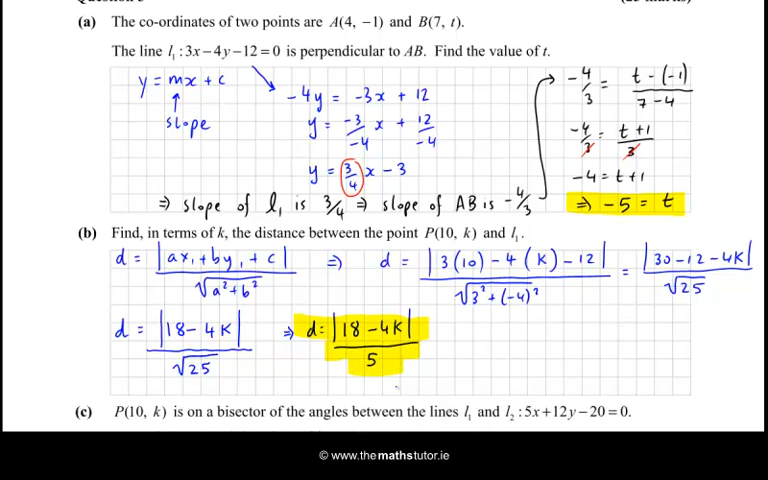 (a) The co-ordinates of two points are A(4, −1) and B(7, t).
The line l₁ : 3x−4y−12=0 is perpendicular to AB. Find the value of t.
y = mx + c
slope
-4y = -3x + 12
y = -3/-4 x + 12/-4
y = 3/4 x - 3
⇒ slope of l₁ is 3/4 ⇒ slope of AB is -4/3
-4/3 = t-(-1)/7-4
-4/3 = t+1/3
-4 = t+1
⇒ -5 = t
(b) Find, in terms of k, the distance between the point P(10, k) and l₁.
d = |ax₁+by₁+c|/√a²+b² ⇒ d = |3(10)-4(k)-12|/√3²+(-4)² = |30-12-4k|/√25
d = |18-4k|/√25 ⇒ d = |18-4k|/5
(c) P(10, k) is on a bisector of the angles between the lines l₁ and l₂ : 5x+12y−20=0.
© www.themathstutor.ie